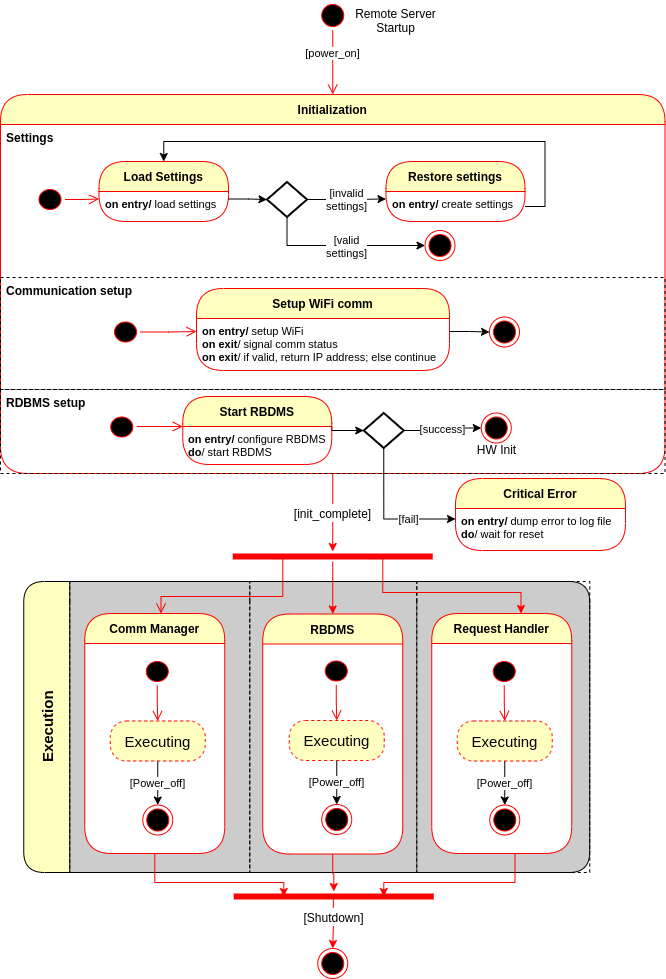 Remote Server
Startup
[power_on]
Initialization
Settings
Load Settings
on entry/ load settings
[invalid
settings]
Restore settings
on entry/ create settings
[valid
settings]
Communication setup
Setup WiFi comm
on entry/ setup WiFi
on exit/ signal comm status
on exit/ if valid, return IP address; else continue
RDBMS setup
Start RBDMS
on entry/ configure RBDMS
do/ start RBDMS
[success]
HW Init
[init_complete]
[fail]
Critical Error
on entry/ dump error to log file
do/ wait for reset
Execution
Comm Manager
Executing
[Power_off]
RBDMS
Executing
[Power_off]
Request Handler
Executing
[Power_off]
[Shutdown]